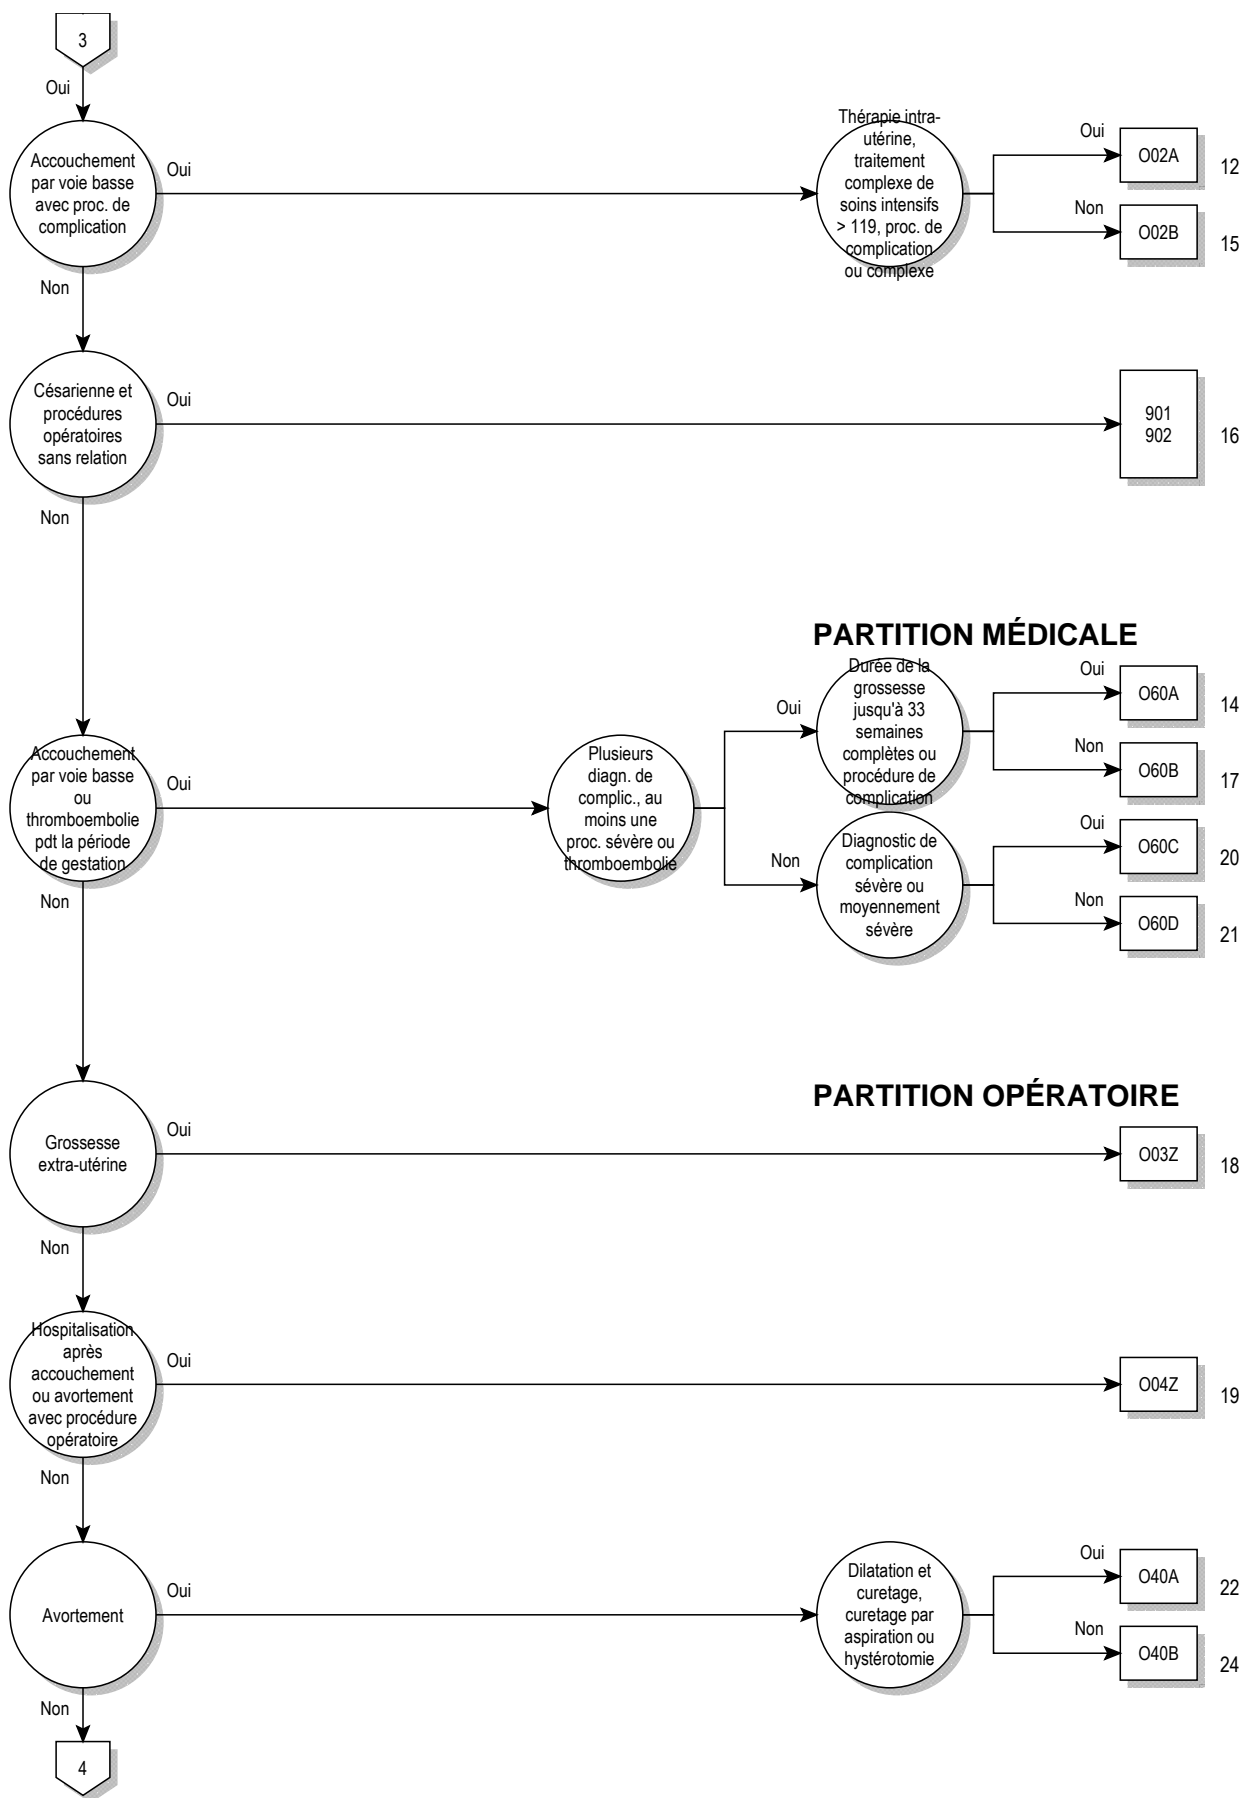 3
Oui
Accouchement
par voie basse
avec proc. de
complication
Oui
Thérapie intra-
utérine,
traitement
complexe de
soins intensifs
> 119, proc. de
complication
ou complexe
Oui
O02A
12
Non
O02B
15
Non
Césarienne et
procédures
opératoires
sans relation
Oui
901
902
16
Non
PARTITION MÉDICALE
Accouchement
par voie basse
ou
thromboembolie
pdt la période
de gestation
Oui
Plusieurs
diagn. de
complic., au
moins une
proc. sévère ou
thromboembolie
Oui
Durée de la
grossesse
jusqu'à 33
semaines
complètes ou
procédure de
complication
Oui
O60A
14
Non
O60B
17
Non
Diagnostic de
complication
sévère ou
moyennement
sévère
Oui
O60C
20
Non
O60D
21
Non
PARTITION OPÉRATOIRE
Grossesse
extra-utérine
Oui
O03Z
18
Non
Hospitalisation
après
accouchement
ou avortement
avec procédure
opératoire
Oui
O04Z
19
Non
Avortement
Oui
Dilatation et
curetage,
curetage par
aspiration ou
hystérotomie
Oui
O40A
22
Non
O40B
24
Non
4